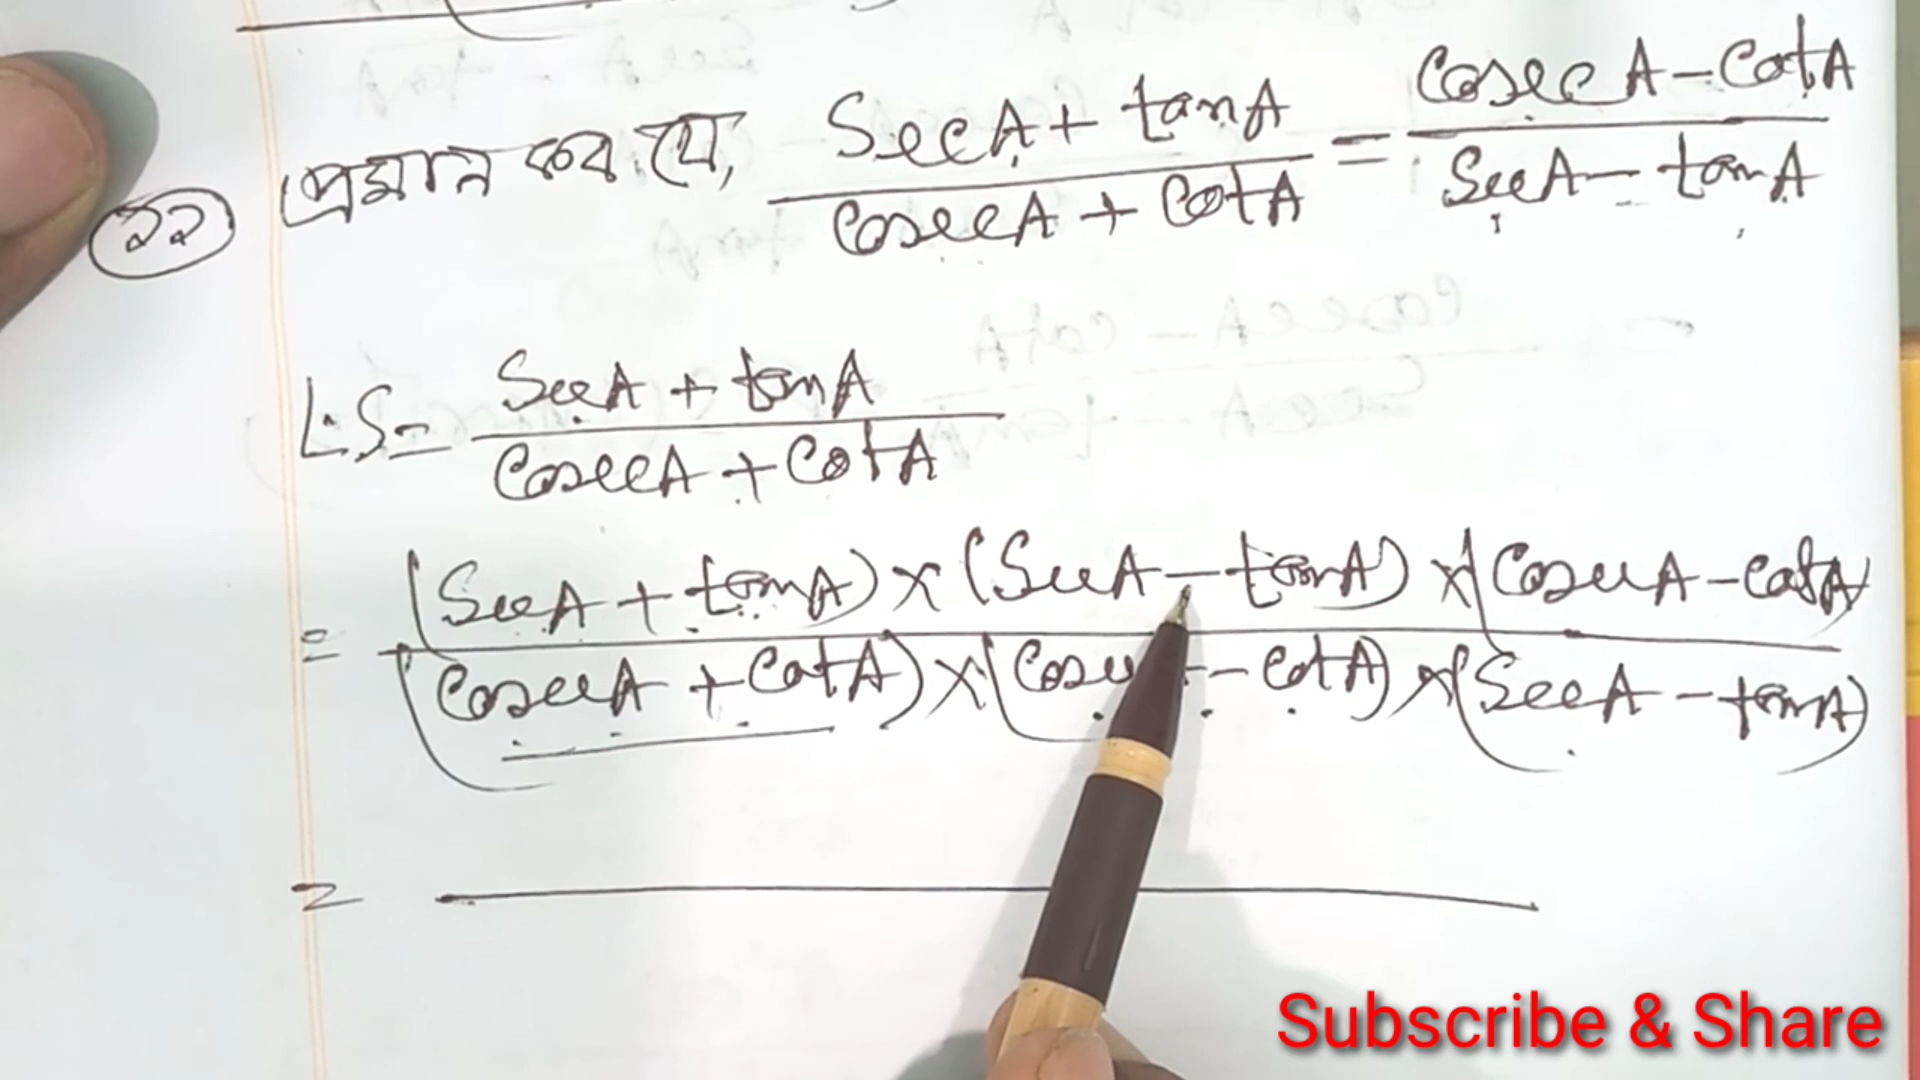 ২২ প্রমান কর যে, (SecA + tanA)/(CosecA + CotA) = (CosecA - CotA)/(SecA - tanA)
L.S = (SecA + tanA)/(CosecA + CotA)
= ((SecA + tanA) × (SecA - tanA) × (CosecA - CotA))/((CosecA + CotA) × (Cosec - CotA) × (SecA - tanA))
=
Subscribe & Share